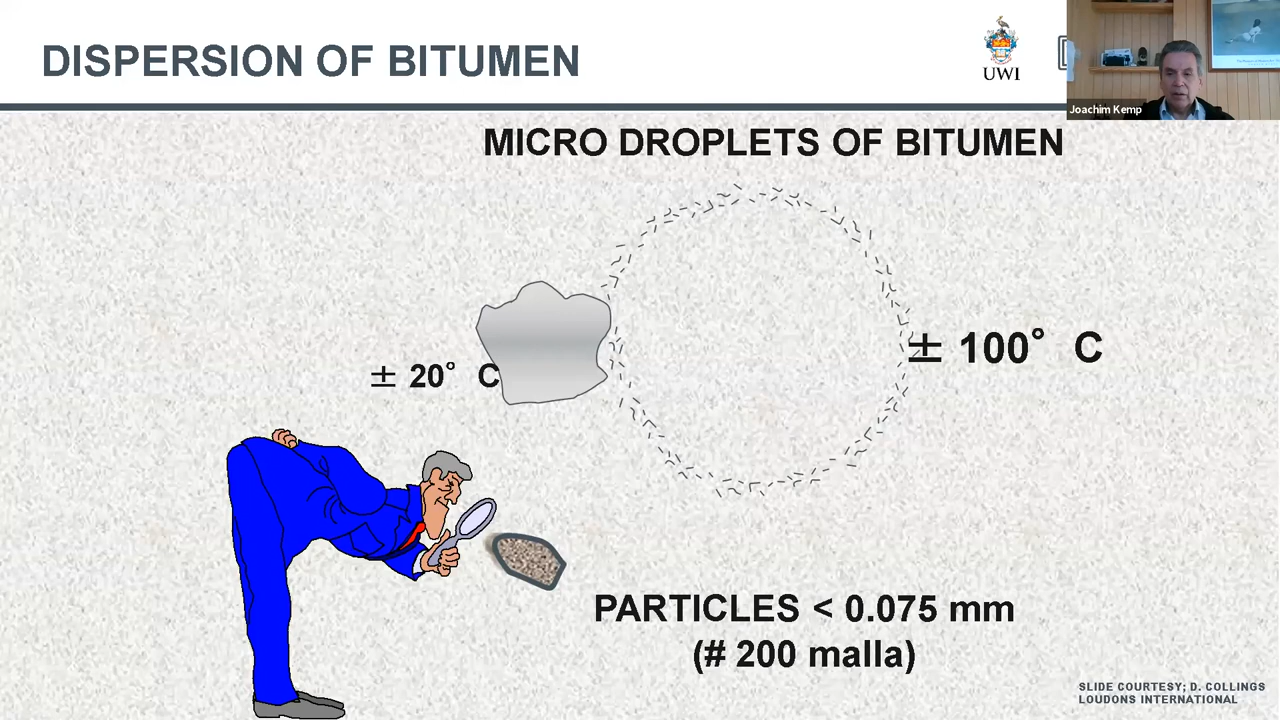 DISPERSION OF BITUMEN
UWI
Joachim Kemp
MICRO DROPLETS OF BITUMEN
± 100° C
± 20° C
PARTICLES < 0.075 mm
(# 200 malla)
SLIDE COURTESY; D. COLLINGS
LOUDONS INTERNATIONAL